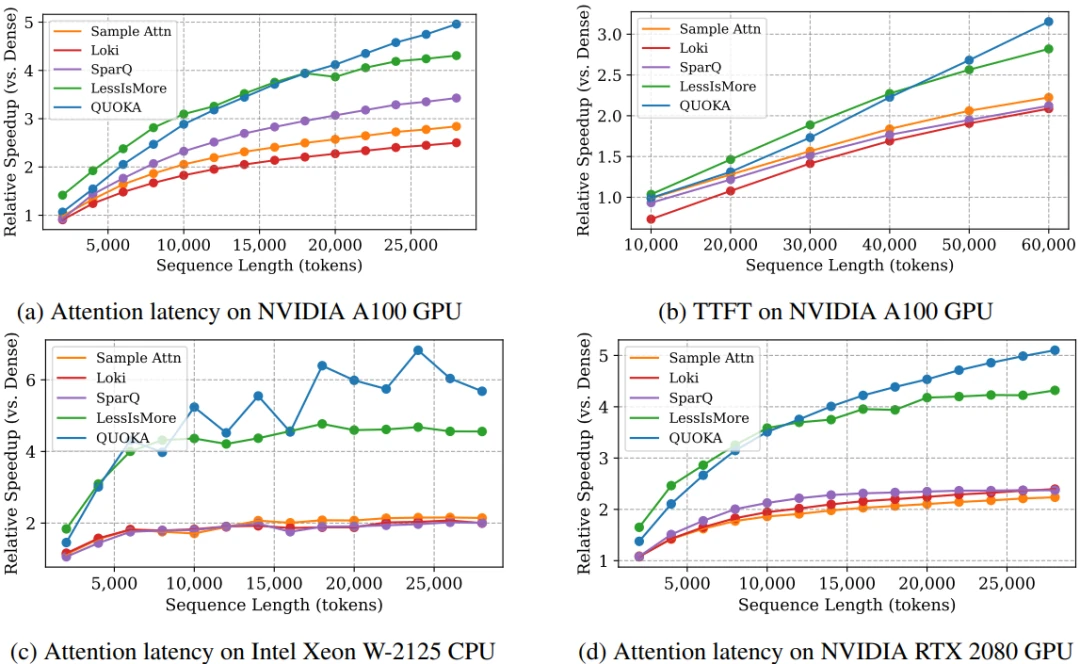 Relative Speedup (vs. Dense)
5
4
3
2
1
Sample Attn
Loki
SparQ
LessIsMore
QUOKA
5,000 10,000 15,000 20,000 25,000
Sequence Length (tokens)
(a) Attention latency on NVIDIA A100 GPU
Relative Speedup (vs. Dense)
3.0
2.5
2.0
1.5
1.0
Sample Attn
Loki
SparQ
LessIsMore
QUOKA
10,000 20,000 30,000 40,000 50,000 60,000
Sequence Length (tokens)
(b) TTFT on NVIDIA A100 GPU
Relative Speedup (vs. Dense)
6
4
2
Sample Attn
Loki
SparQ
LessIsMore
QUOKA
5,000 10,000 15,000 20,000 25,000
Sequence Length (tokens)
(c) Attention latency on Intel Xeon W-2125 CPU
Relative Speedup (vs. Dense)
5
4
3
2
1
Sample Attn
Loki
SparQ
LessIsMore
QUOKA
5,000 10,000 15,000 20,000 25,000
Sequence Length (tokens)
(d) Attention latency on NVIDIA RTX 2080 GPU